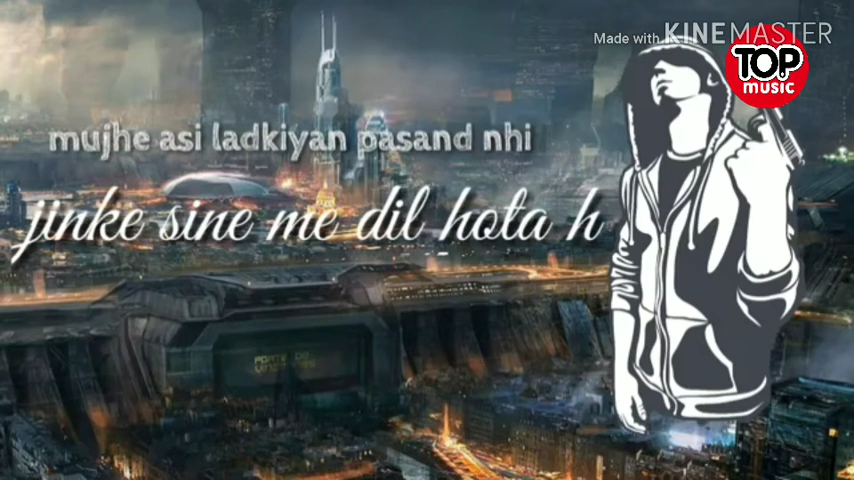 Made with KINEMASTER
TOP
music
mujhe asi ladkiyan pasand nhi
jinke sine me dil hota h